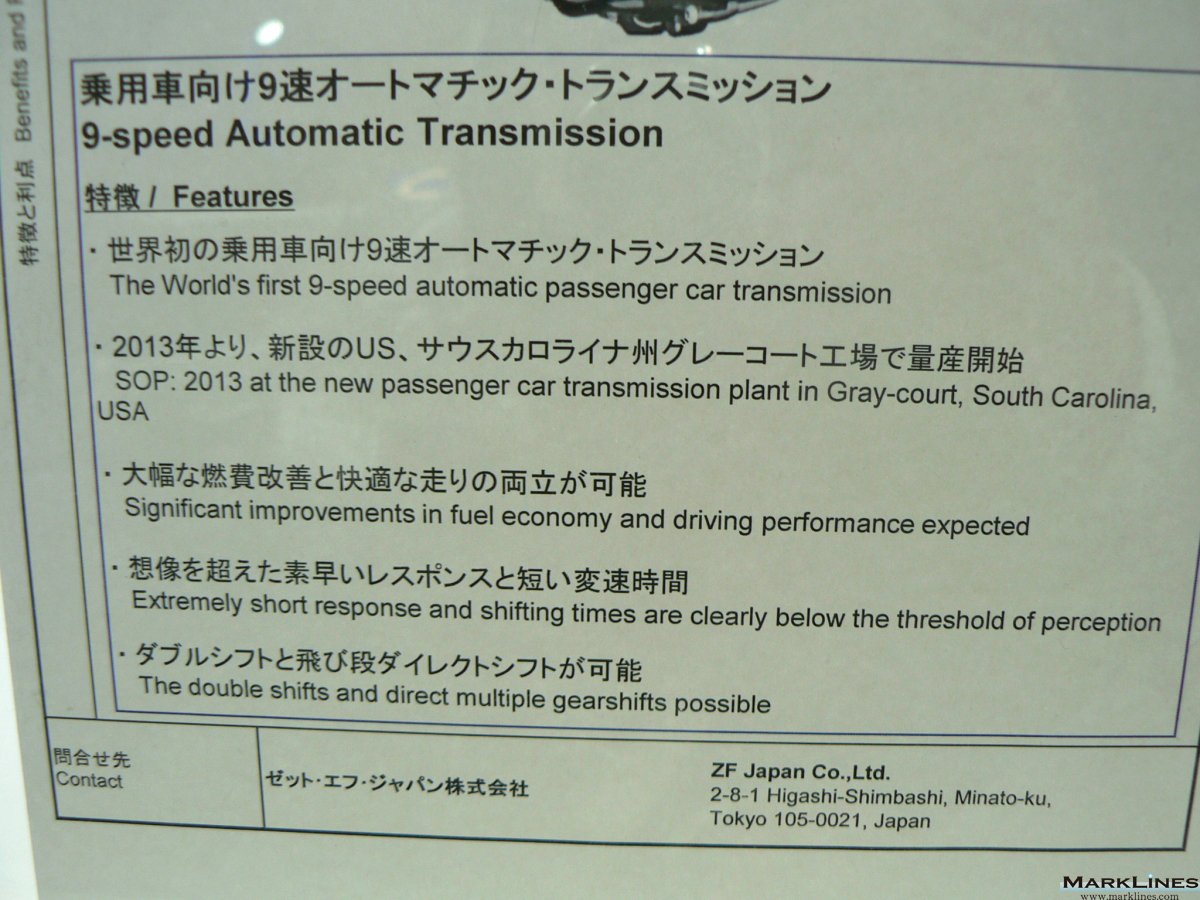 特徴と利点 Benefits and
乗用車向け9速オートマチック・トランスミッション
9-speed Automatic Transmission
特徴 / Features
・世界初の乗用車向け9速オートマチック・トランスミッション
The World's first 9-speed automatic passenger car transmission
・2013年より、新設のUS、サウスカロライナ州グレーコート工場で量産開始
SOP: 2013 at the new passenger car transmission plant in Gray-court, South Carolina,
USA
・大幅な燃費改善と快適な走りの両立が可能
Significant improvements in fuel economy and driving performance expected
・想像を超えた素早いレスポンスと短い変速時間
Extremely short response and shifting times are clearly below the threshold of perception
・ダブルシフトと飛び段ダイレクトシフトが可能
The double shifts and direct multiple gearshifts possible
問合せ先
Contact
ゼット・エフ・ジャパン株式会社
ZF Japan Co.,Ltd.
2-8-1 Higashi-Shimbashi, Minato-ku,
Tokyo 105-0021, Japan
MARKLINES
www.marklines.com